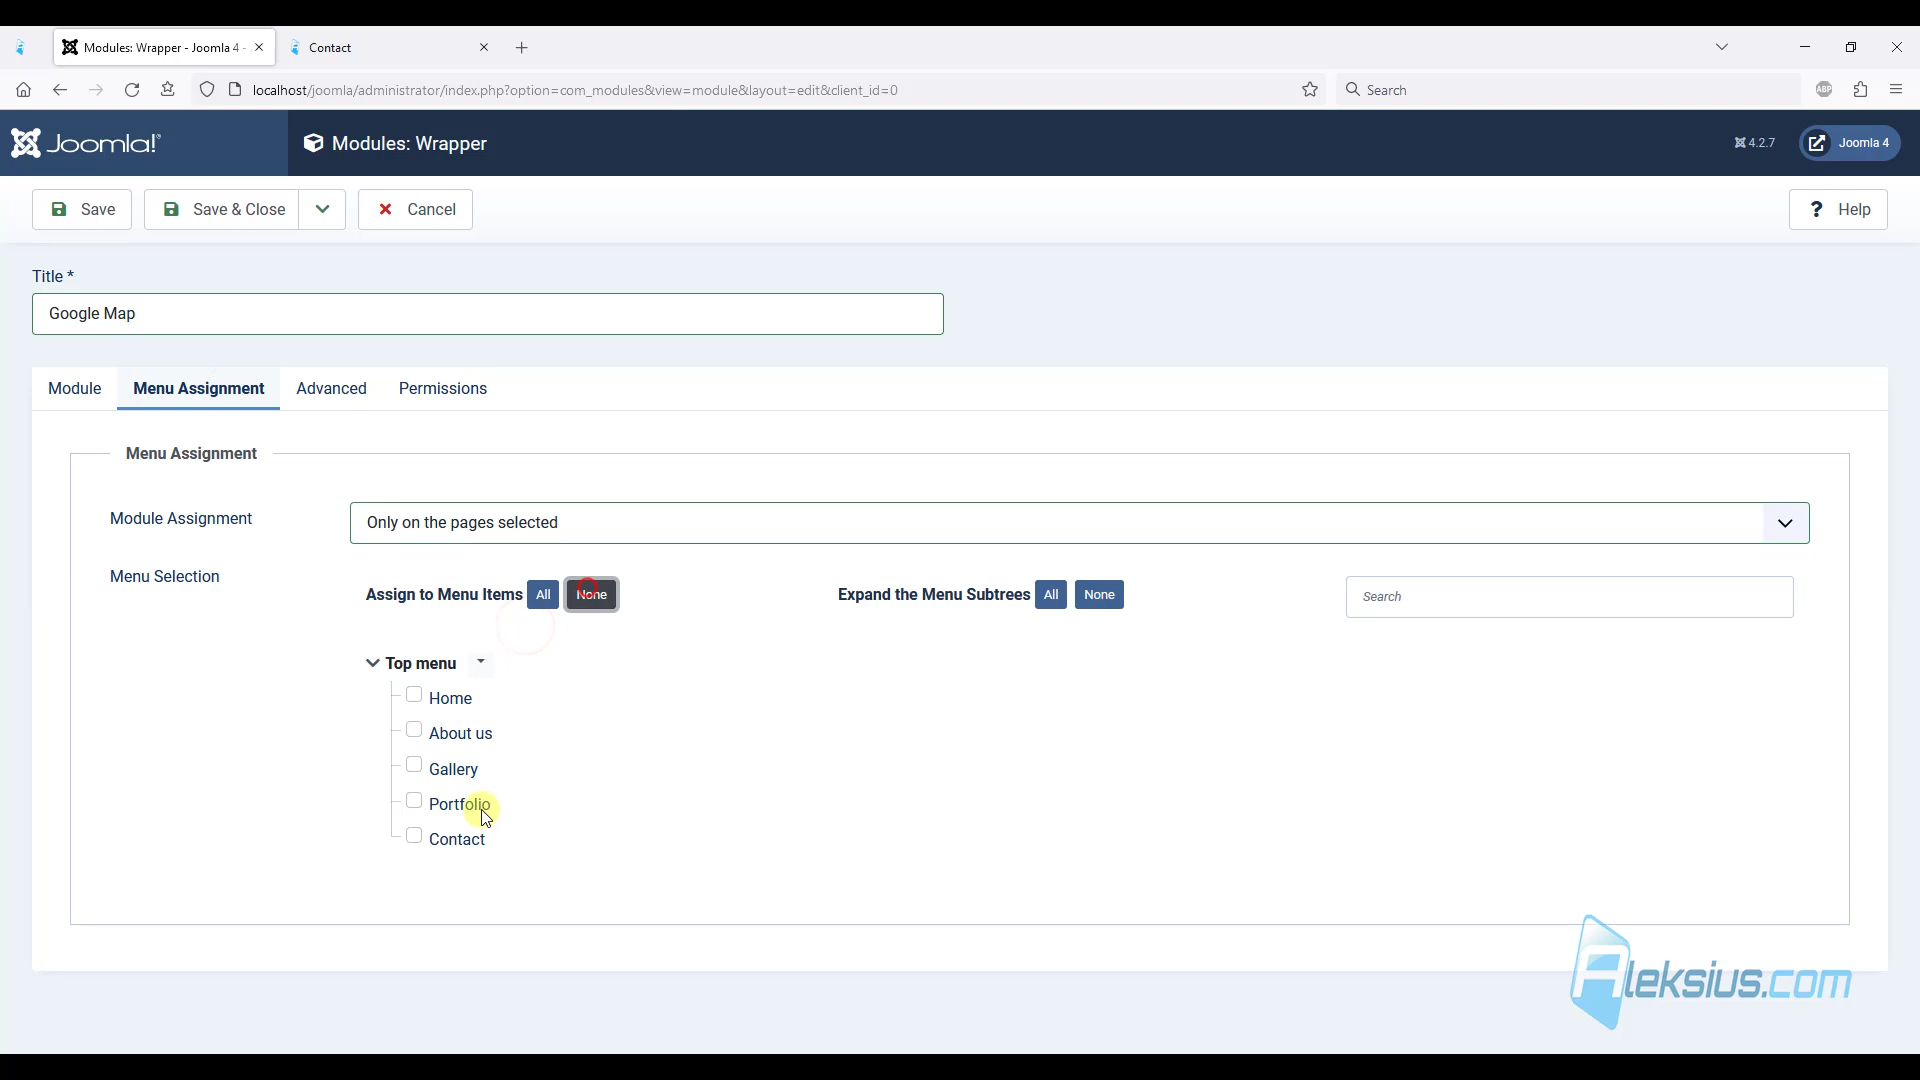 Modules: Wrapper - Joomla 4 -
Contact
localhost/joomla/administrator/index.php?option=com_modules&view=module&layout=edit&client_id=0
Search
ABP
Joomla!®
Modules: Wrapper
4.2.7
Joomla 4
Save
Save & Close
Cancel
? Help
Title *
Google Map
Module
Menu Assignment
Advanced
Permissions
Menu Assignment
Module Assignment
Only on the pages selected
Menu Selection
Assign to Menu Items All None
Expand the Menu Subtrees All None
Search
Top menu
Home
About us
Gallery
Portfolio
Contact
Aleksius.com